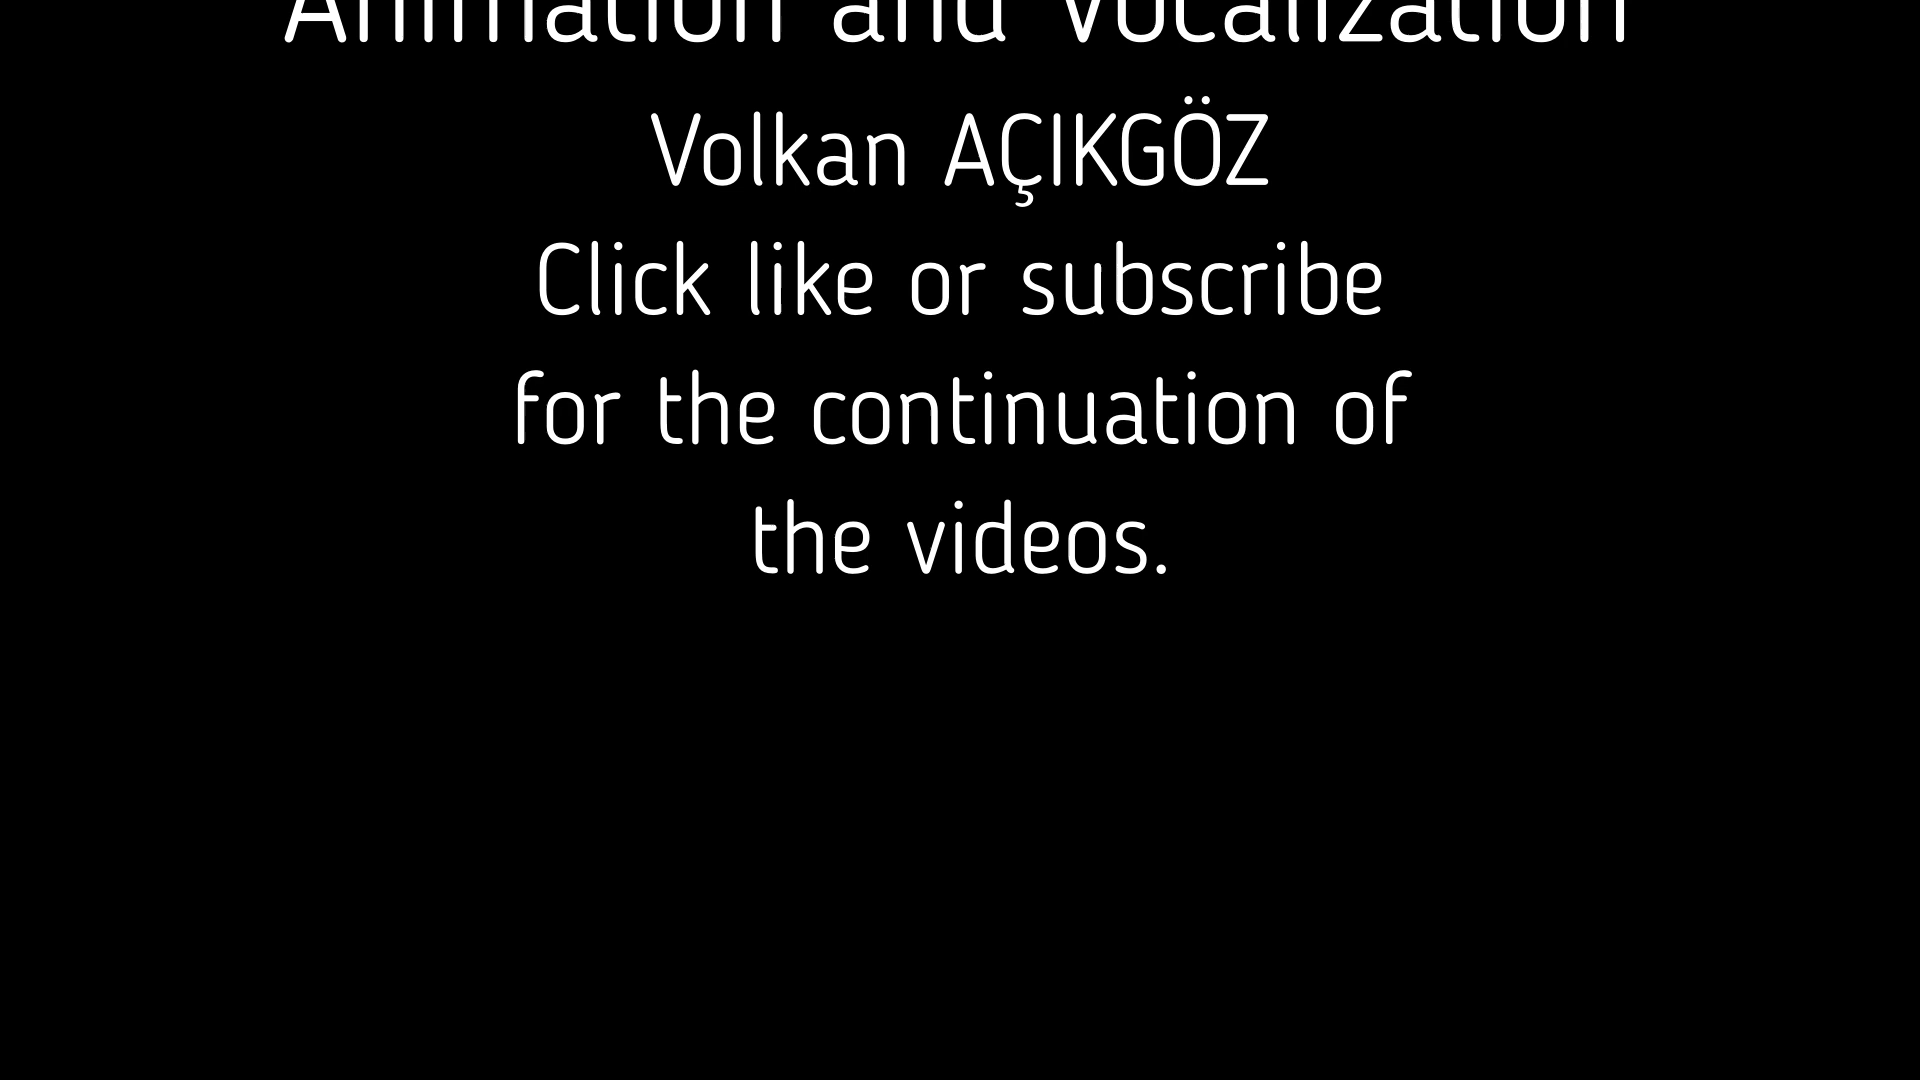 Animation and Vocalization
Volkan AÇIKGÖZ
Click like or subscribe
for the continuation of
the videos.